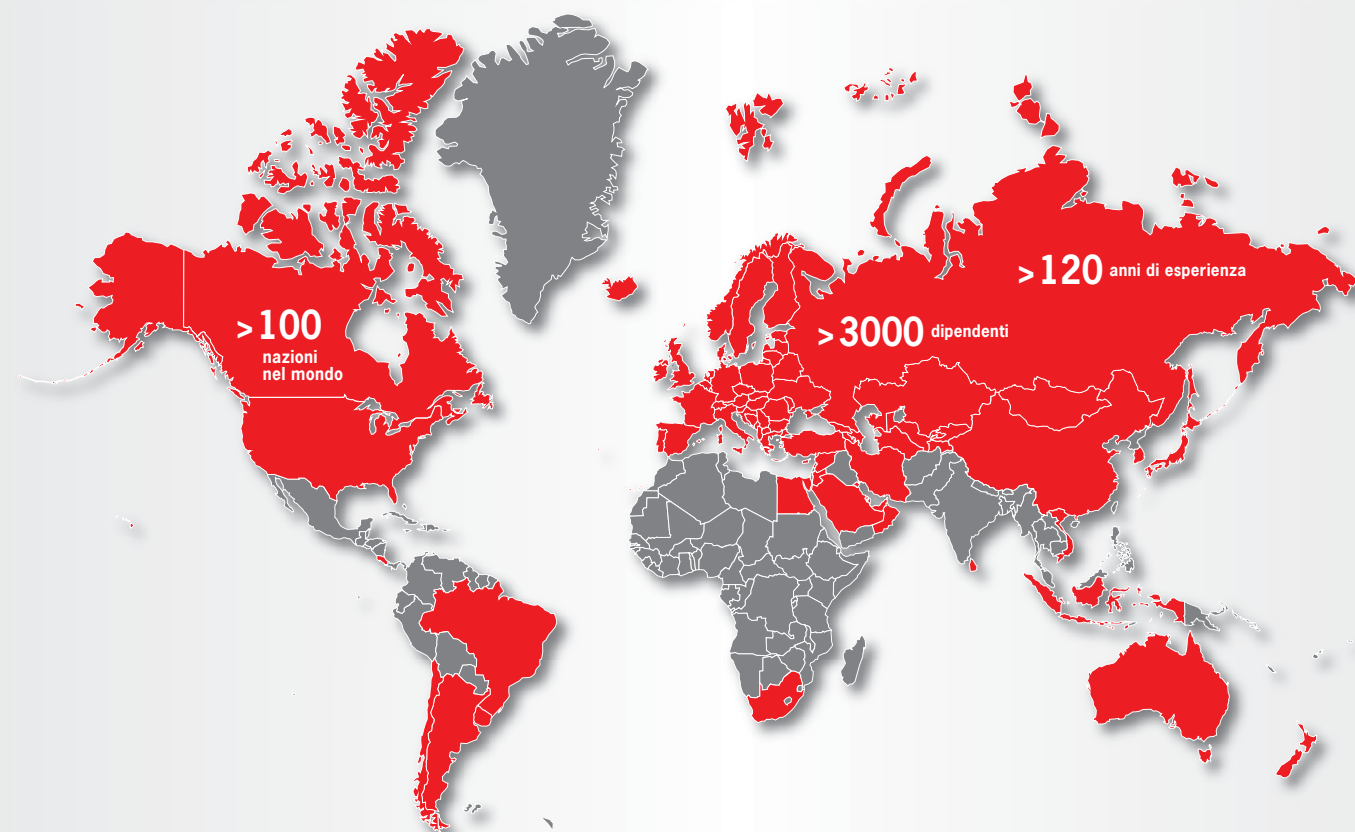 > 120 anni di esperienza
> 100
nazioni
nel mondo
> 3000 dipendenti